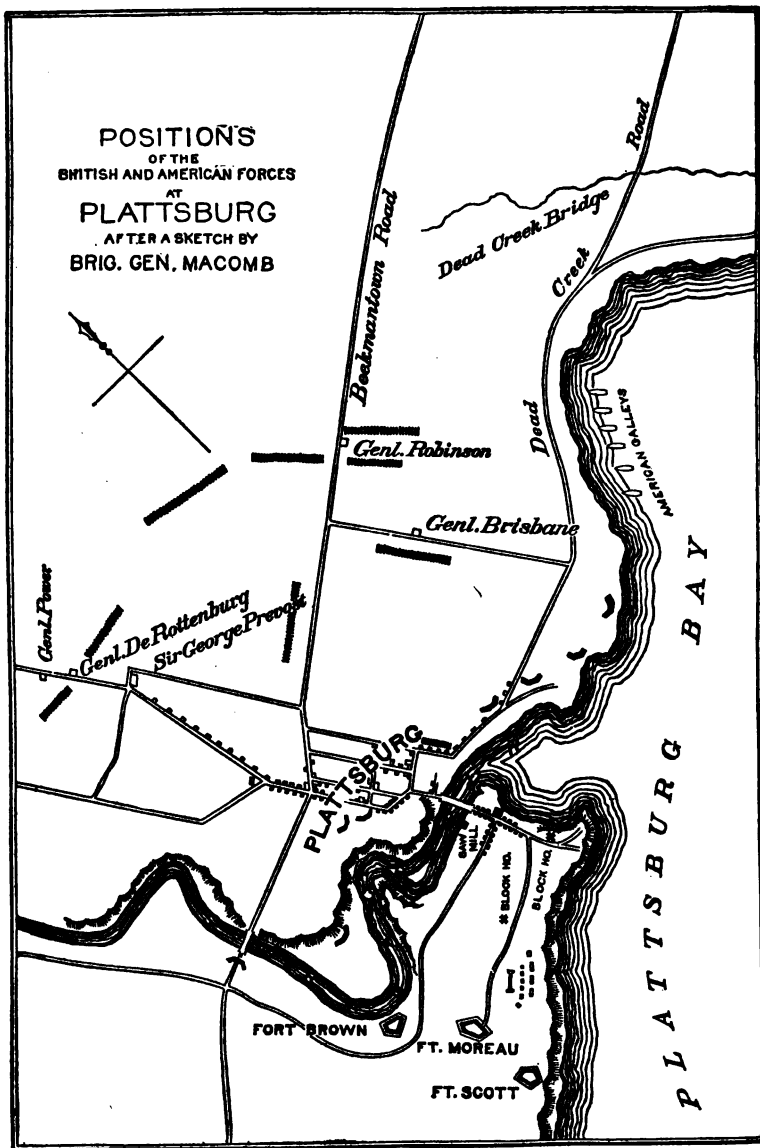 POSITIONS
OF THE
BRITISH AND AMERICAN FORCES
AT
PLATTSBURG
AFTER A SKETCH BY
BRIG. GEN. MACOMB
Beekmantown Road
Dead Creek Bridge
Dead Creek Road
AMERICAN GALLEYS
Genl. Robinson
Genl. Brisbane
Genl. Power
Genl. De Rottenburg
Sir George Prevost
PLATTSBURG
PLATTSBURG BAY
SAW MILL
BLOCK HO.
BLOCK HO.
FORT BROWN
FT. MOREAU
FT. SCOTT